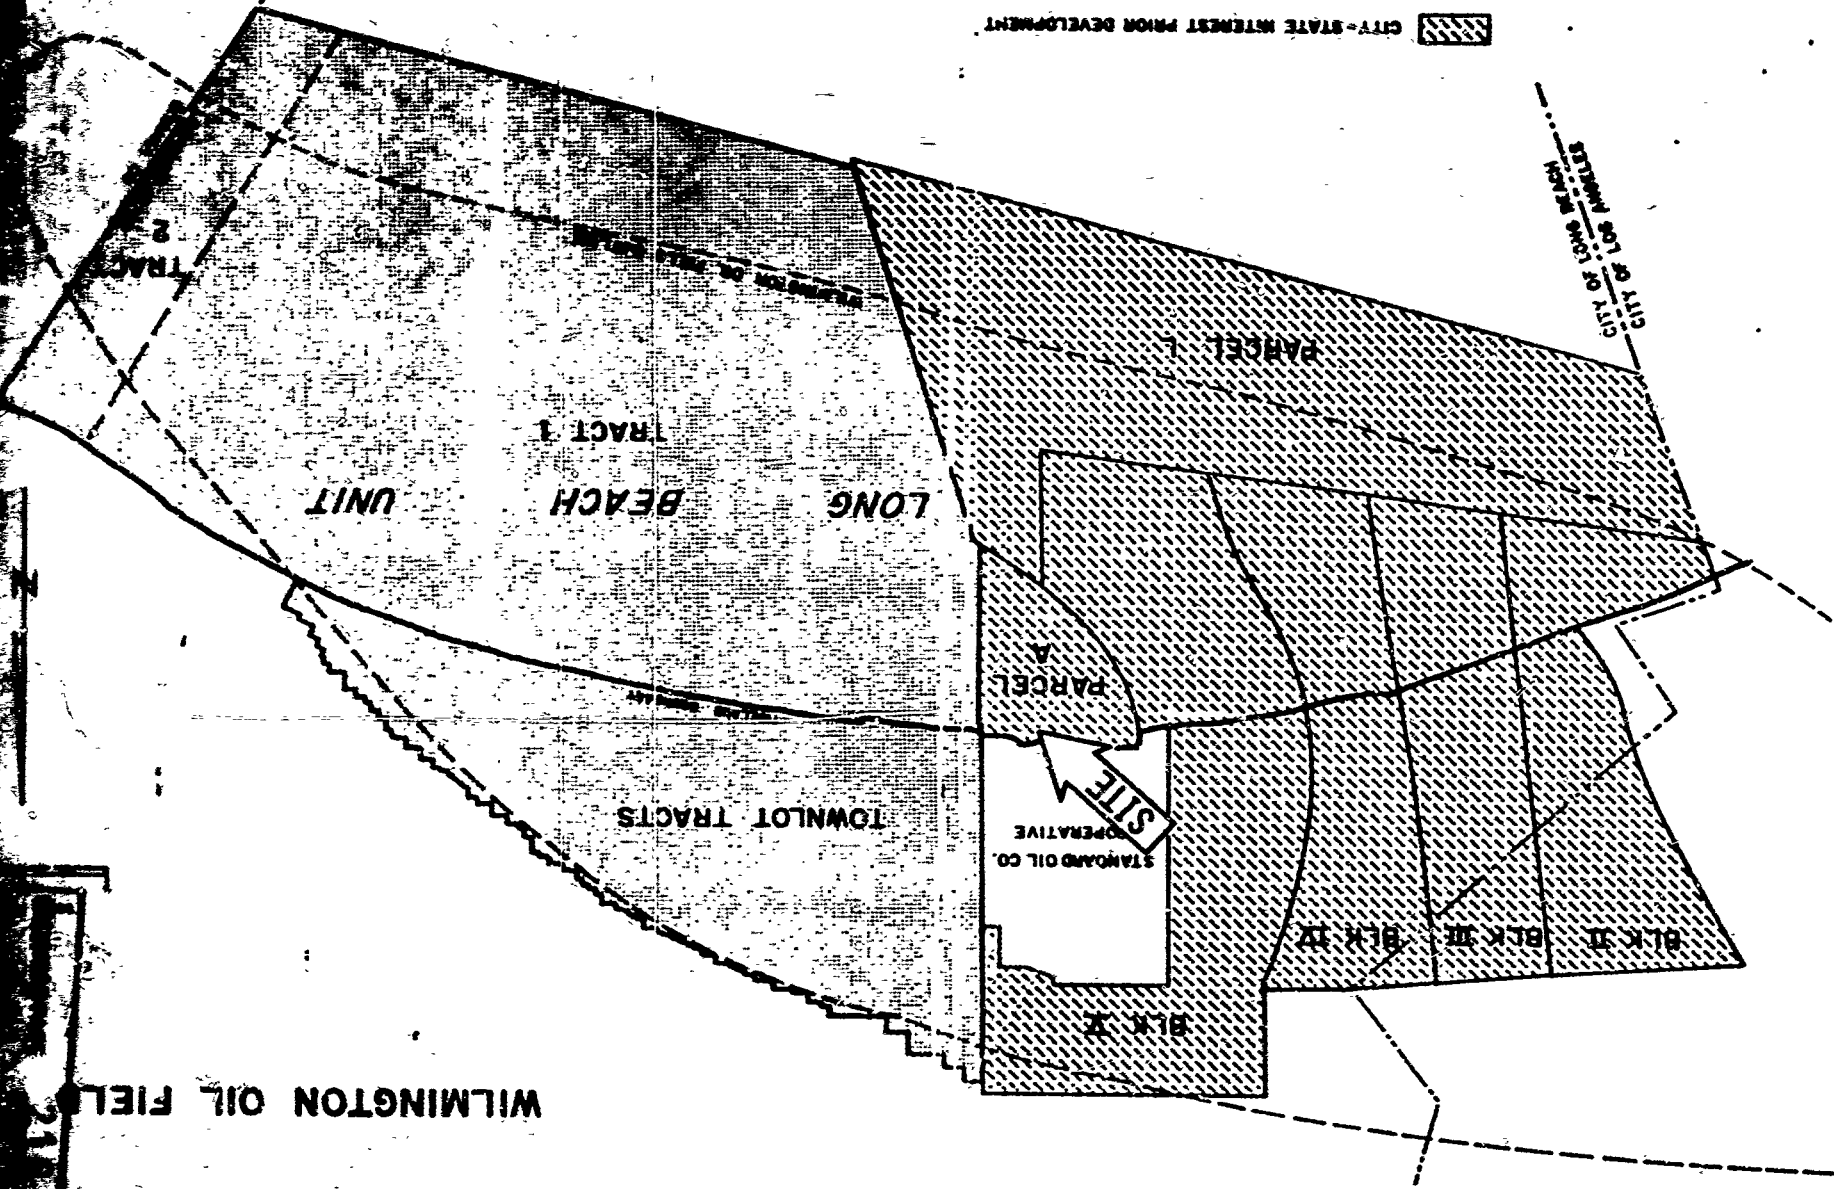 WILMINGTON OIL FIELD
BLK V
BLK II
BLK III
BLK IV
STANDARD OIL CO.
COOPERATIVE
SITE
TOWNLOT TRACTS
PARCEL
A
LONG BEACH UNIT
TRACT 1
PARCEL L
TRACT
2
CITY OF LOS ANGELES
CITY OF LONG BEACH
CITY-STATE INTEREST PRIOR DEVELOPMENT
N
21